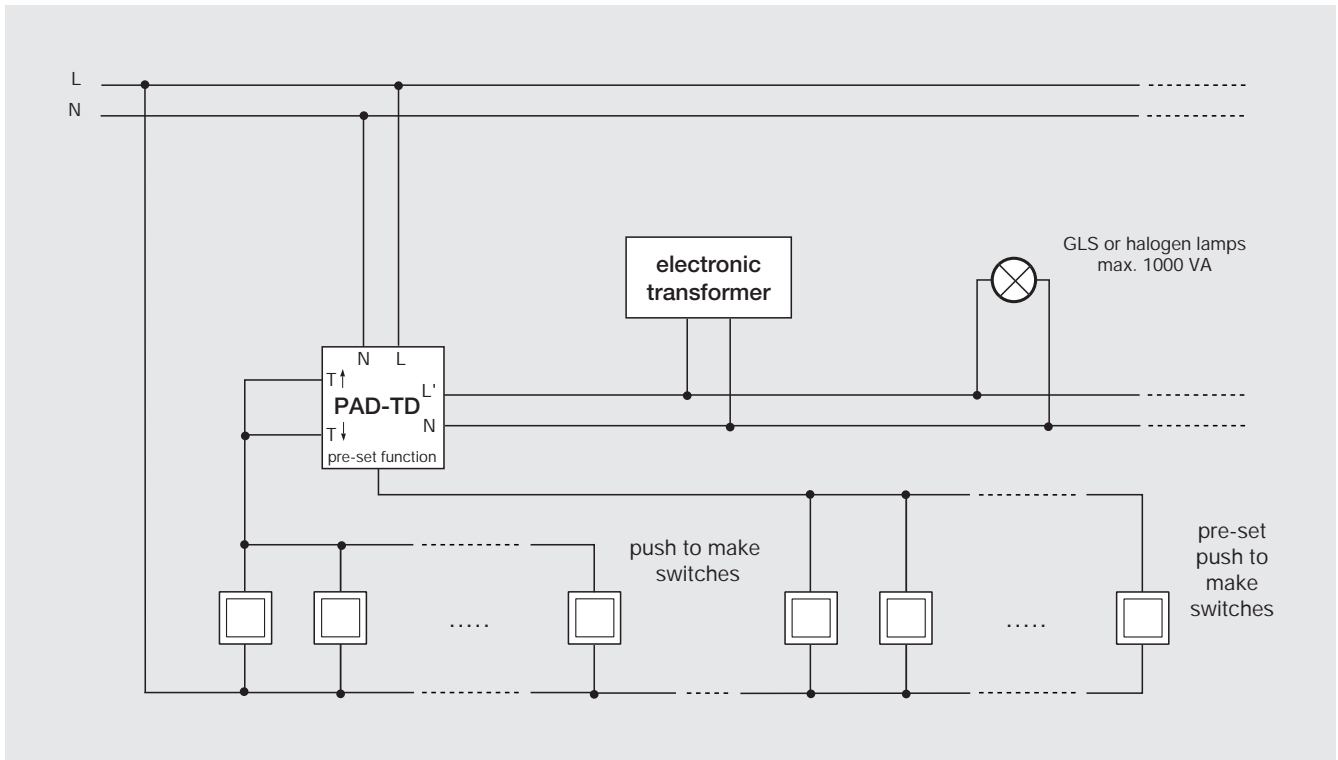 L
N
GLS or halogen lamps
max. 1000 VA
electronic
transformer
N L
T↑
L'
PAD-TD
N
T↓
pre-set function
push to make
switches
pre-set
push to
make
switches
.....
.....